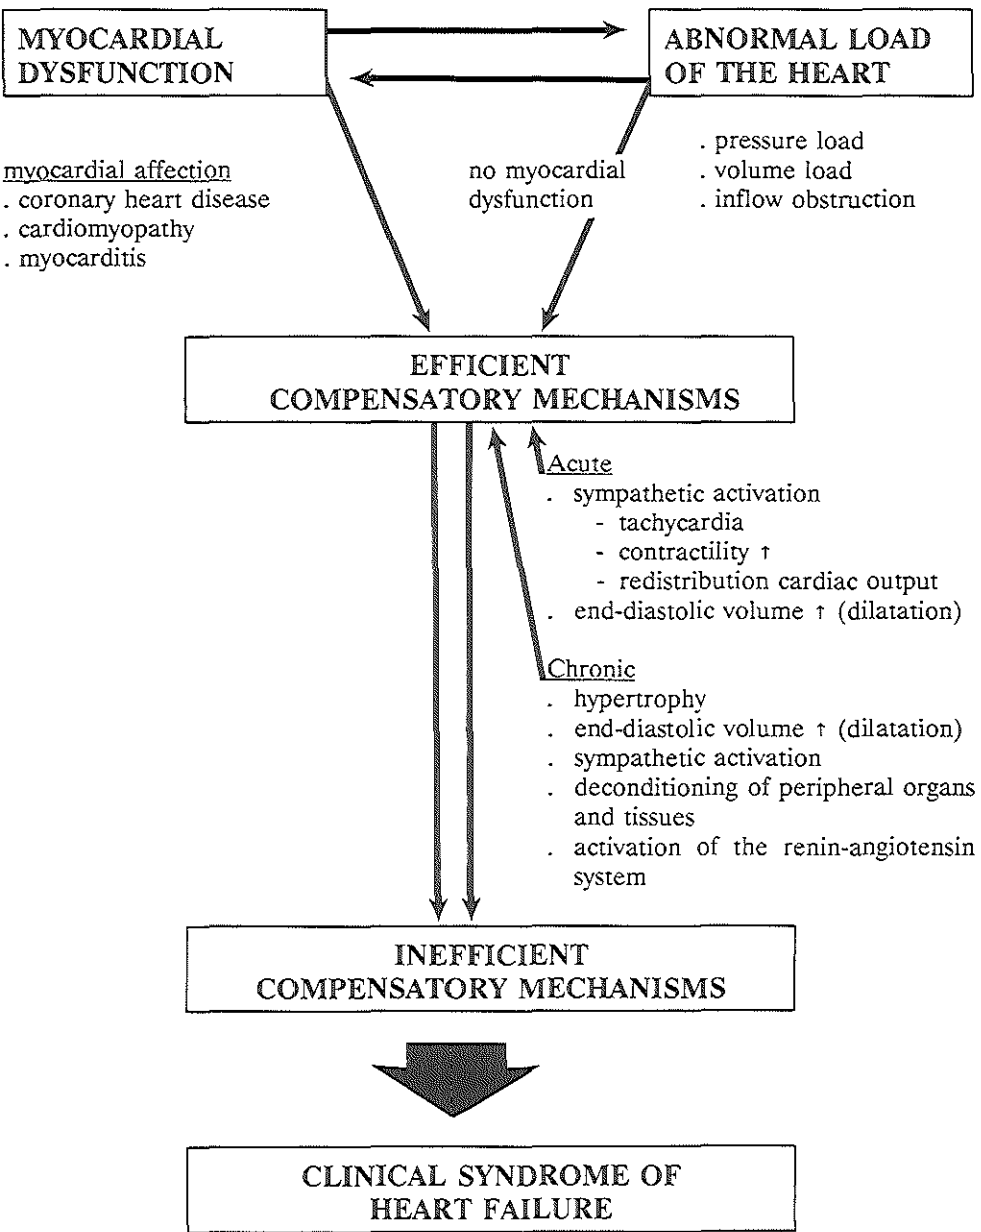 MYOCARDIAL
DYSFUNCTION
ABNORMAL LOAD
OF THE HEART
myocardial affection
. coronary heart disease
. cardiomyopathy
. myocarditis
no myocardial
dysfunction
. pressure load
. volume load
. inflow obstruction
EFFICIENT
COMPENSATORY MECHANISMS
Acute
. sympathetic activation
- tachycardia
- contractility ↑
- redistribution cardiac output
. end-diastolic volume ↑ (dilatation)
Chronic
. hypertrophy
. end-diastolic volume ↑ (dilatation)
. sympathetic activation
. deconditioning of peripheral organs
and tissues
. activation of the renin-angiotensin
system
INEFFICIENT
COMPENSATORY MECHANISMS
CLINICAL SYNDROME OF
HEART FAILURE